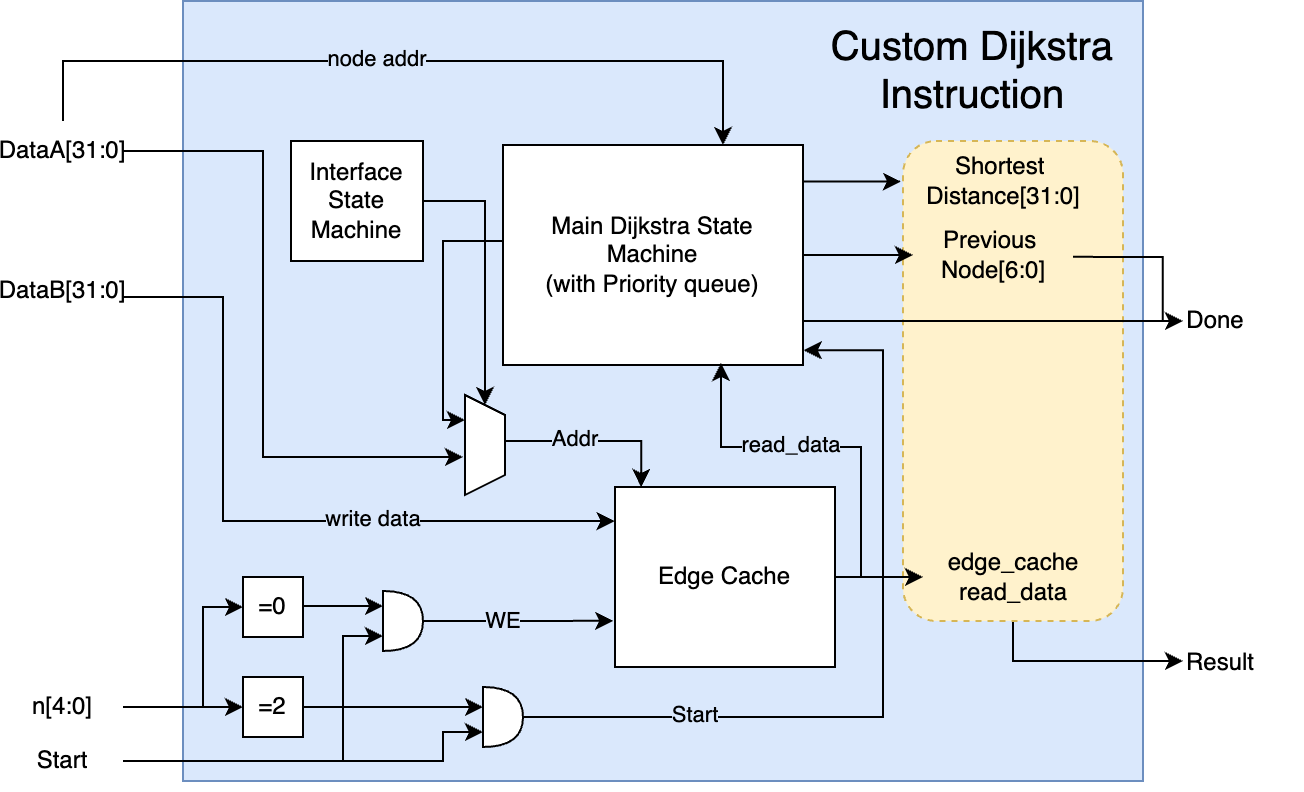 Custom Dijkstra
Instruction
node addr
DataA[31:0]
Interface
State
Machine
Main Dijkstra State
Machine
(with Priority queue)
Shortest
Distance[31:0]
Previous
Node[6:0]
DataB[31:0]
Done
Addr
read_data
write data
Edge Cache
edge_cache
read_data
=0
WE
Result
n[4:0]
=2
Start
Start